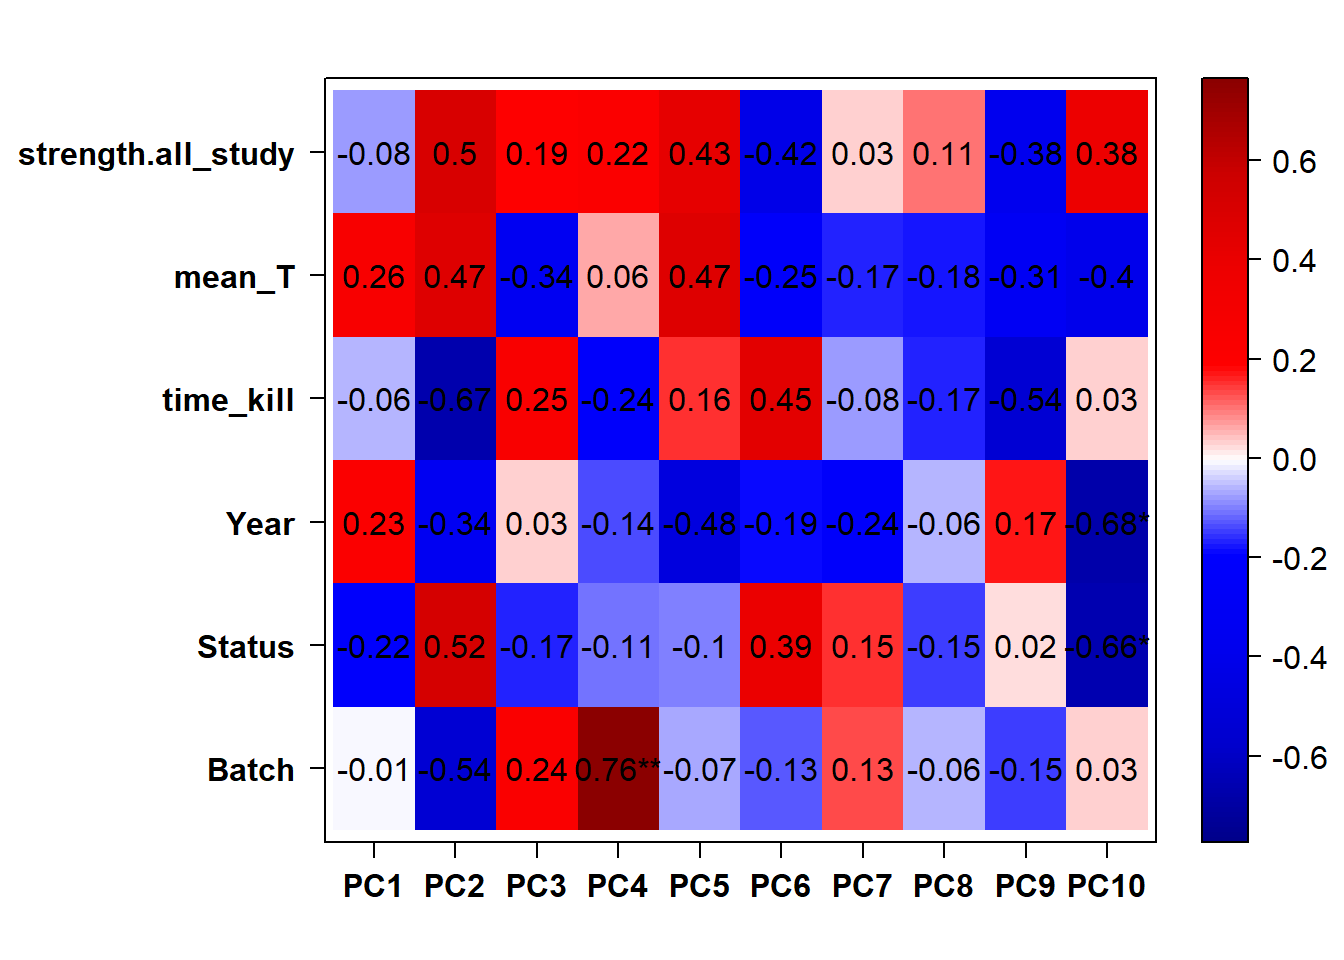 strength.all_study -0.08 0.5 0.19 0.22 0.43 -0.42 0.03 0.11 -0.38 0.38
mean_T 0.26 0.47 -0.34 0.06 0.47 -0.25 -0.17 -0.18 -0.31 -0.4
time_kill -0.06 -0.67 0.25 -0.24 0.16 0.45 -0.08 -0.17 -0.54 0.03
Year 0.23 -0.34 0.03 -0.14 -0.48 -0.19 -0.24 -0.06 0.17 -0.68*
Status -0.22 0.52 -0.17 -0.11 -0.1 0.39 0.15 -0.15 0.02 -0.66*
Batch -0.01 -0.54 0.24 0.76** -0.07 -0.13 0.13 -0.06 -0.15 0.03
PC1 PC2 PC3 PC4 PC5 PC6 PC7 PC8 PC9 PC10
0.6
0.4
0.2
0.0
-0.2
-0.4
-0.6